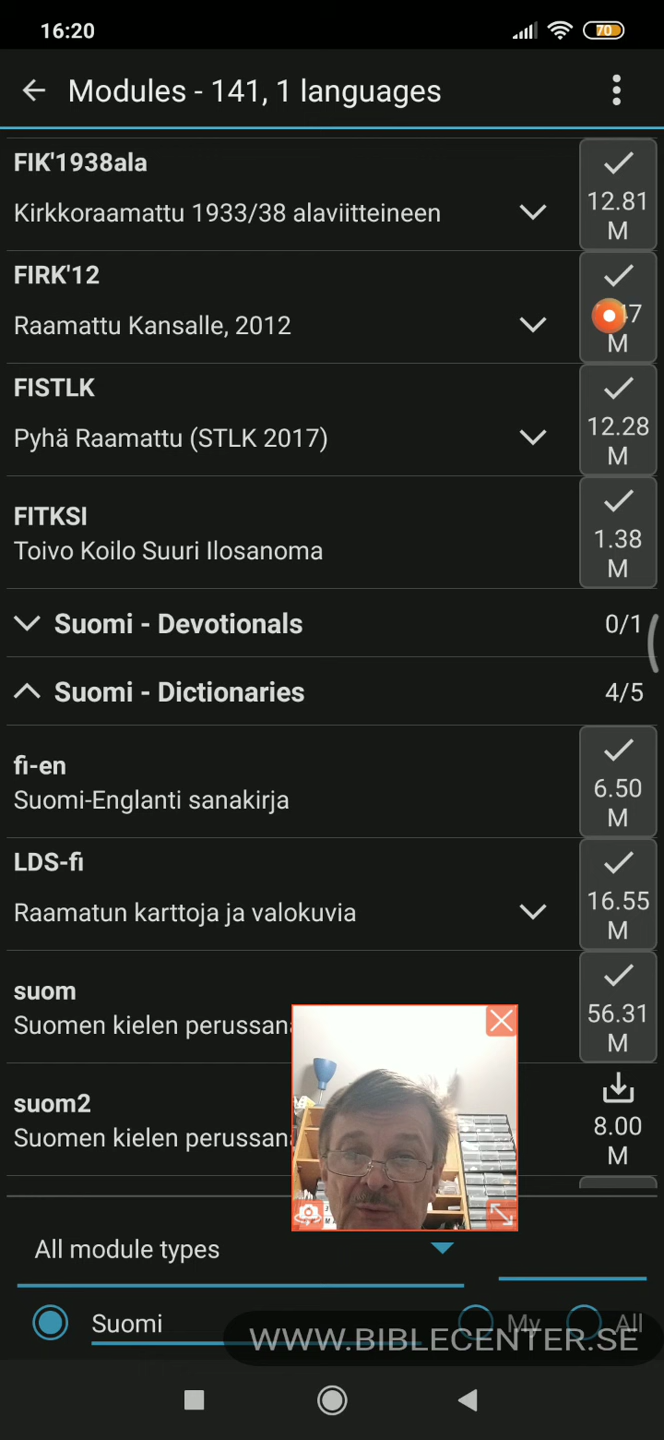 16:20
70
Modules - 141, 1 languages
FIK'1938ala
Kirkkoraamattu 1933/38 alaviitteineen
12.81
M
FIRK'12
Raamattu Kansalle, 2012
M
FISTLK
Pyhä Raamattu (STLK 2017)
12.28
M
FITKSI
Toivo Koilo Suuri Ilosanoma
1.38
M
Suomi - Devotionals
0/1
Suomi - Dictionaries
4/5
fi-en
Suomi-Englanti sanakirja
6.50
M
LDS-fi
Raamatun karttoja ja valokuvia
16.55
M
suom
Suomen kielen
56.31
M
suom2
Suomen kielen
8.00
M
All module types
Suomi
My
All
WWW.BIBLECENTER.SE